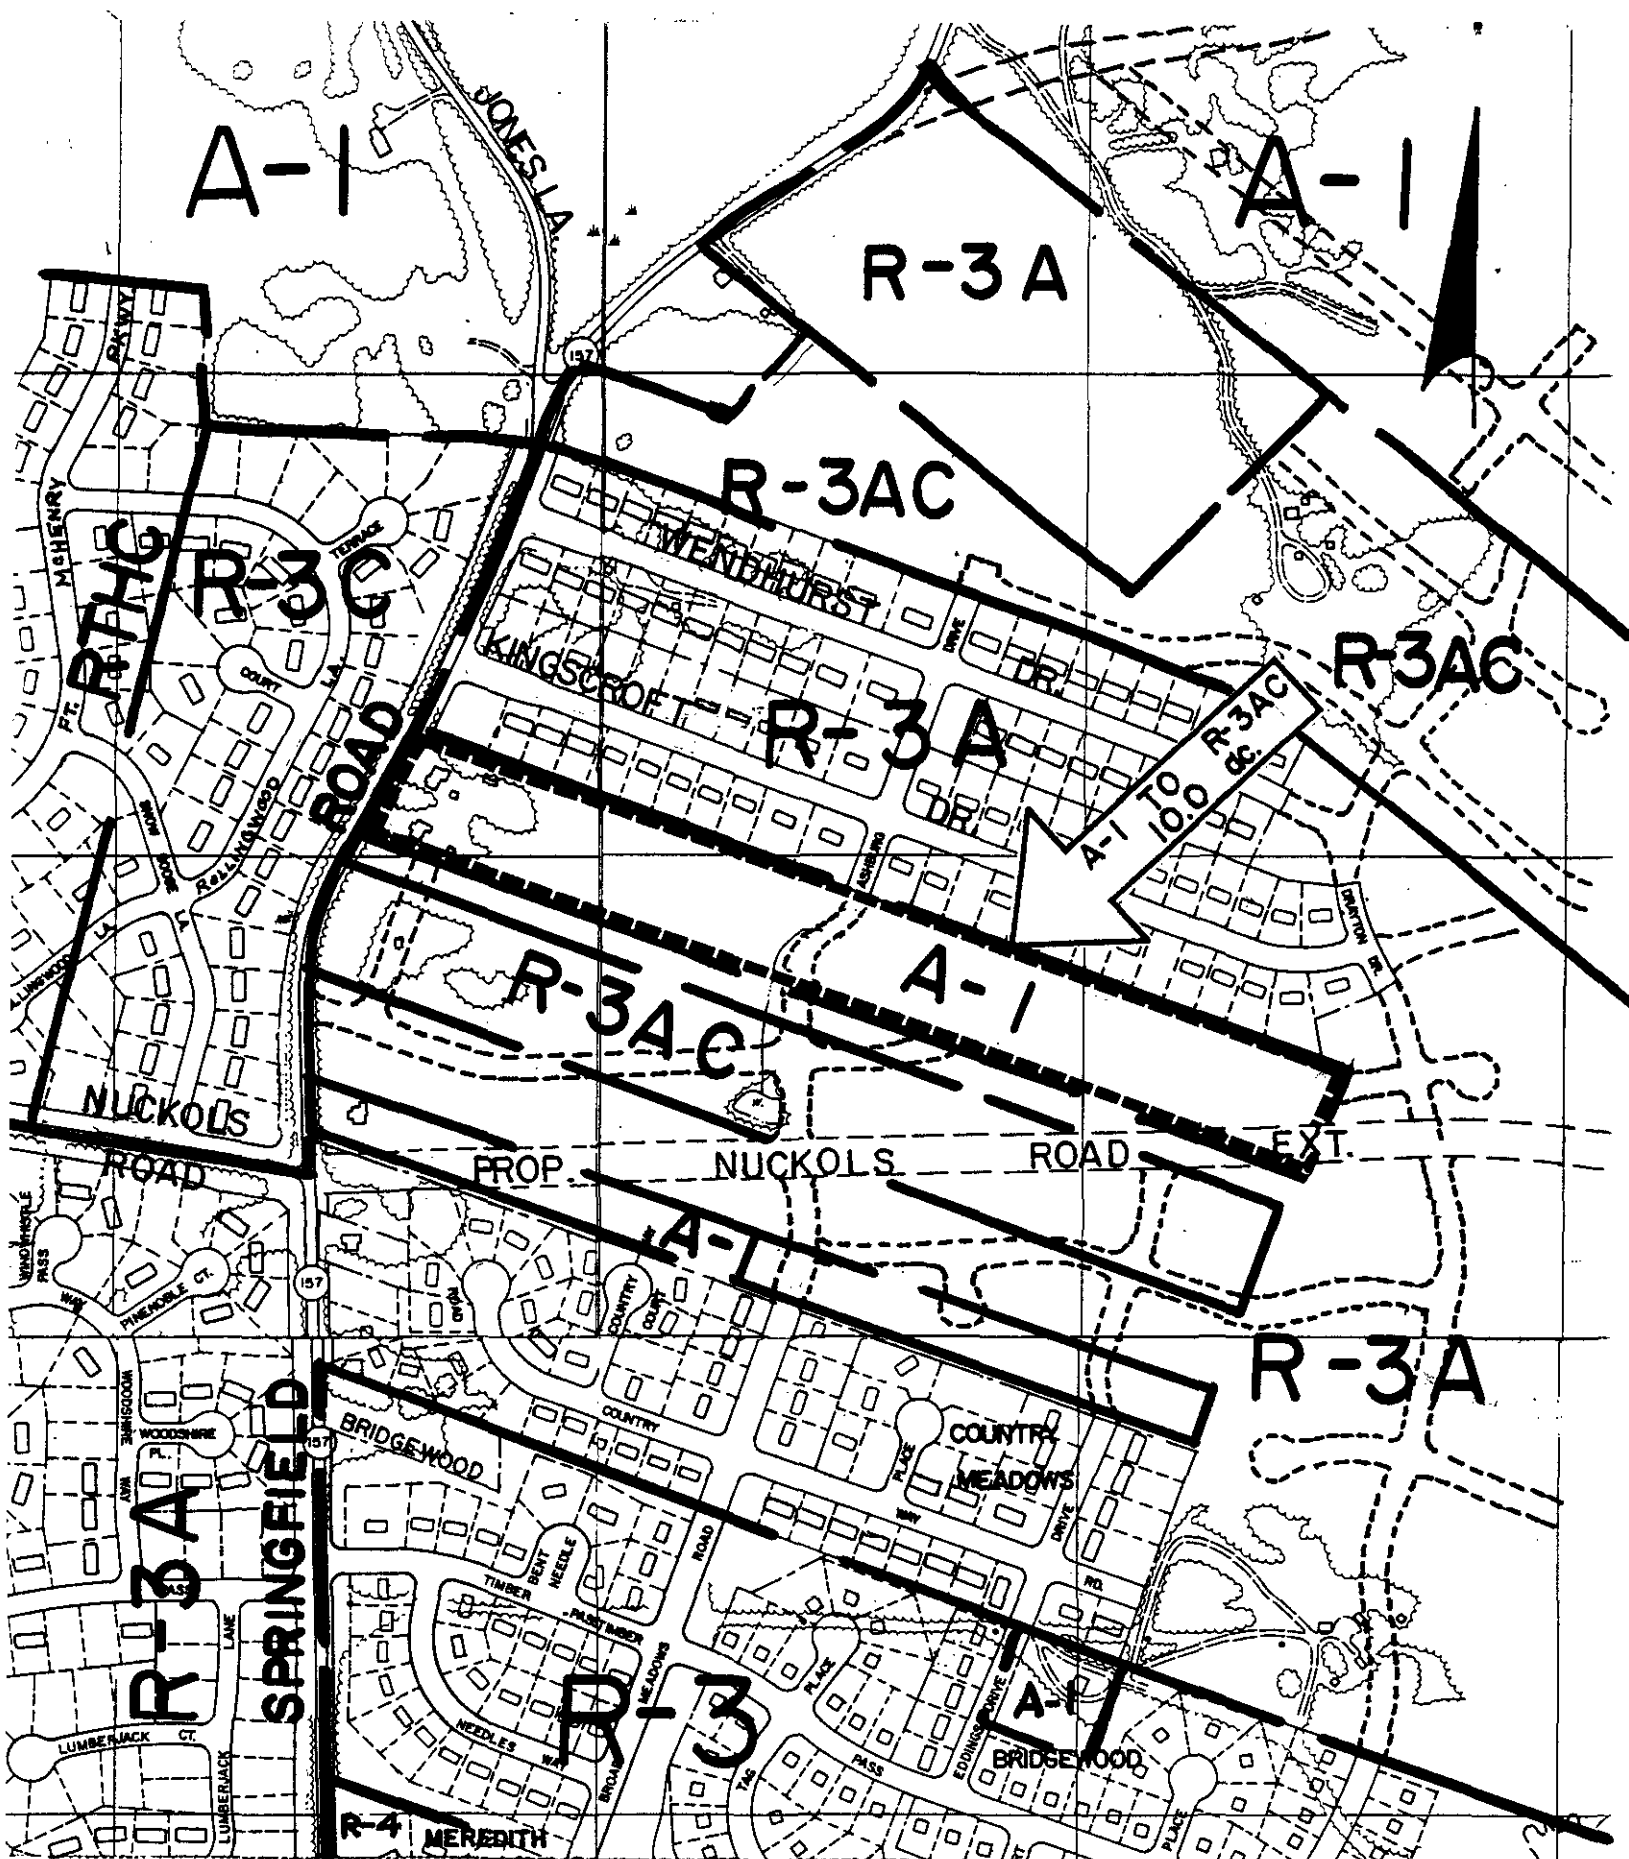 JONES LA.
A-1
A-1
R-3A
157
PKWY.
R-3AC
McHENRY
TERRACE
WENDHURST
RTHC
R-3C
DRIVE
KINGSCROFT
DR.
R-3AC
COURT
LA.
FT.
ROAD
R-3A
A-1 TO R-3AC
10.0 ac.
DR.
ROLLINGWOOD
ASHBURG
DRAYTON
DR.
LA.
LA.
R-3AC
A-1
NUCKOLS
ROAD
PROP. NUCKOLS ROAD EXT.
WINDWHISTLE
PASS
A-
PINENOBLE CT.
WAY
157
ROAD
COUNTRY
COURT
R-3A
WOODSHIRE
WAY
WOODSHIRE
PL.
157
BRIDGEWOOD
COUNTRY
WAY
PLACE
COUNTRY
MEADOWS
DRIVE
RD.
SPRINGFIELD
R-3A
PASS
LANE
BENT
NEEDLE
ROAD
TIMBER
PASS
TIMBER
MEADOWS
BROAD
PLACE
R-3
EDDINGS
DRIVE
A-1
BRIDGEWOOD
LUMBERJACK CT.
LUMBERJACK
NEEDLES WAY
TAG
PASS
PLACE
R-4
MEREDITH